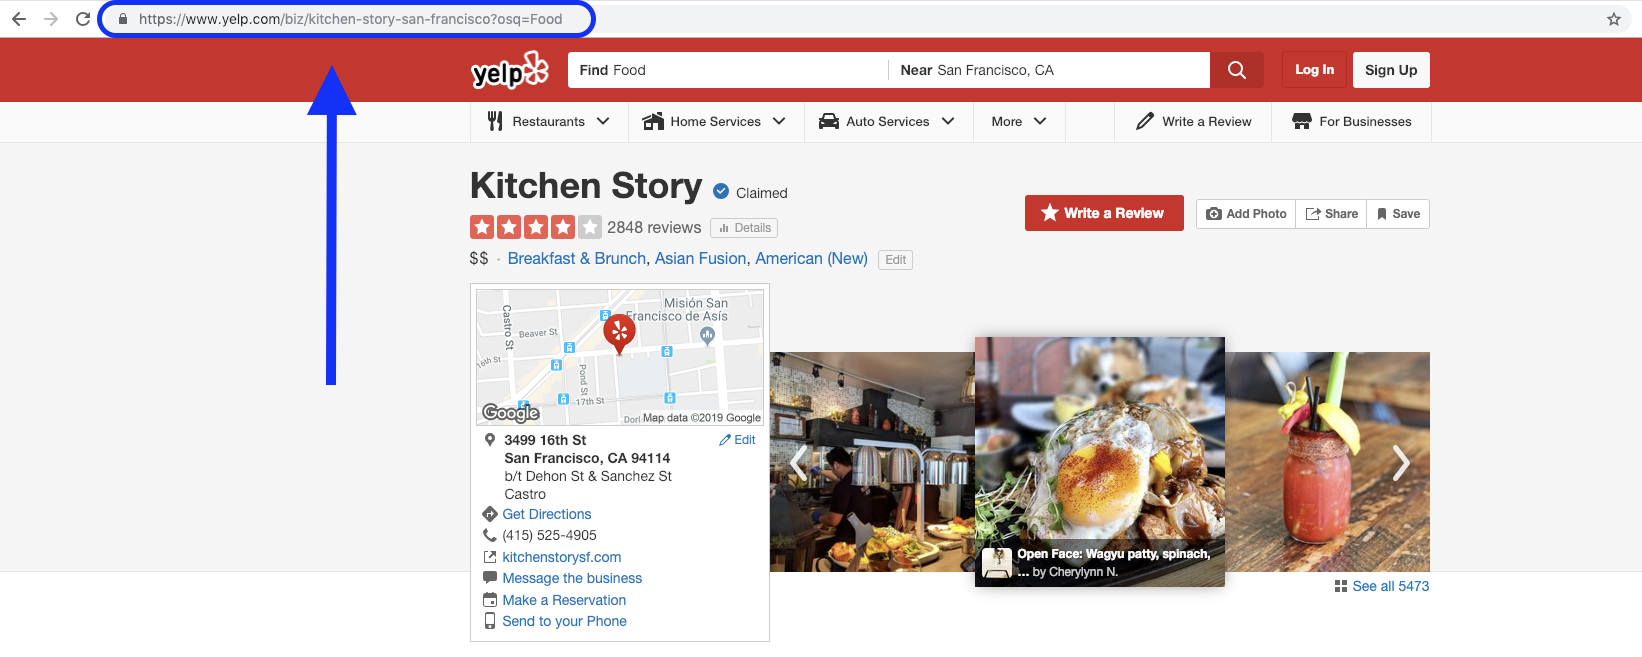 https://www.yelp.com/biz/kitchen-story-san-francisco?osq=Food
yelp
Find Food
Near San Francisco, CA
Log In
Sign Up
Restaurants
Home Services
Auto Services
More
Write a Review
For Businesses
Kitchen Story
Claimed
Write a Review
Add Photo
Share
Save
2848 reviews
Details
$$ · Breakfast & Brunch, Asian Fusion, American (New)
Edit
Misión San
Francisco de Asís
Castro St
Beaver St
16th St
Pond St
17th St
Dorl
Google
Map data ©2019 Google
3499 16th St
Edit
San Francisco, CA 94114
b/t Dehon St & Sanchez St
Castro
Get Directions
(415) 525-4905
kitchenstorysf.com
Message the business
Make a Reservation
Send to your Phone
Open Face: Wagyu patty, spinach,
... by Cherylynn N.
See all 5473